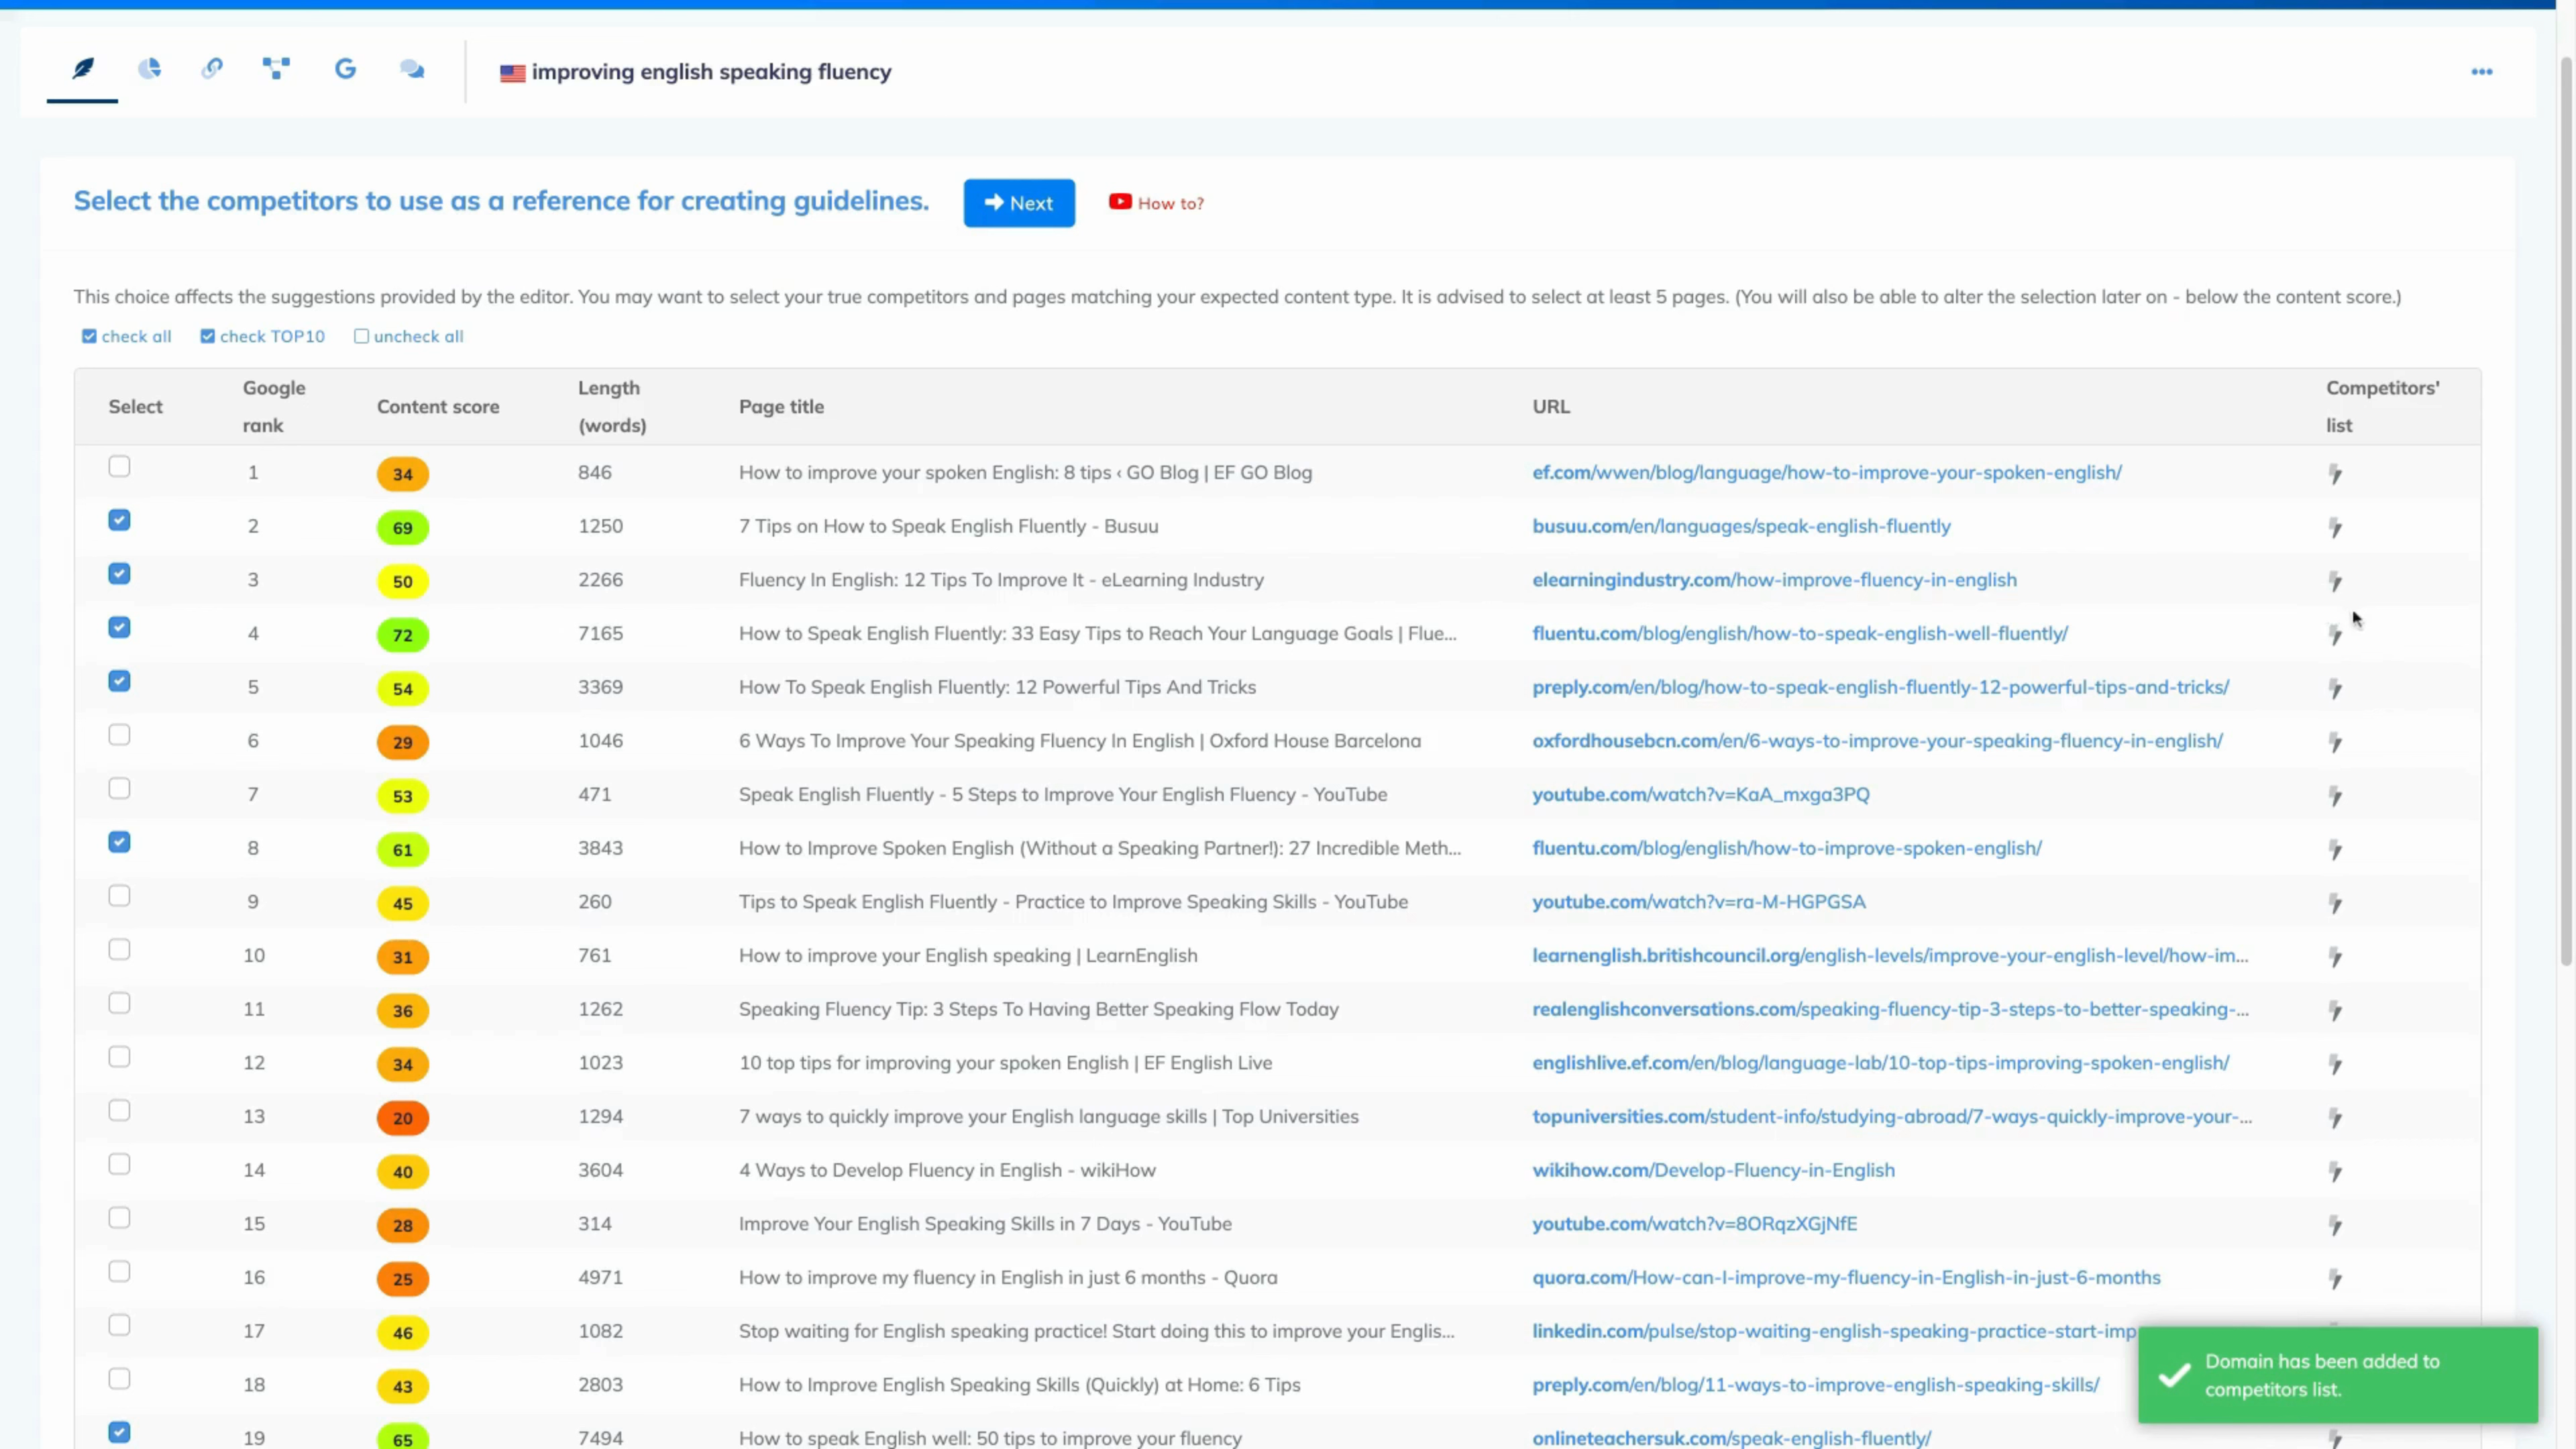 improving english speaking fluency
Select the competitors to use as a reference for creating guidelines. Next How to?
This choice affects the suggestions provided by the editor. You may want to select your true competitors and pages matching your expected content type. It is advised to select at least 5 pages. (You will also be able to alter the selection later on - below the content score.)
check all check TOP10 uncheck all
Select Google rank Content score Length (words) Page title URL Competitors' list
1 34 846 How to improve your spoken English: 8 tips ‹ GO Blog | EF GO Blog ef.com/wwen/blog/language/how-to-improve-your-spoken-english/
2 69 1250 7 Tips on How to Speak English Fluently - Busuu busuu.com/en/languages/speak-english-fluently
3 50 2266 Fluency In English: 12 Tips To Improve It - eLearning Industry elearningindustry.com/how-improve-fluency-in-english
4 72 7165 How to Speak English Fluently: 33 Easy Tips to Reach Your Language Goals | Flue... fluentu.com/blog/english/how-to-speak-english-well-fluently/
5 54 3369 How To Speak English Fluently: 12 Powerful Tips And Tricks preply.com/en/blog/how-to-speak-english-fluently-12-powerful-tips-and-tricks/
6 29 1046 6 Ways To Improve Your Speaking Fluency In English | Oxford House Barcelona oxfordhousebcn.com/en/6-ways-to-improve-your-speaking-fluency-in-english/
7 53 471 Speak English Fluently - 5 Steps to Improve Your English Fluency - YouTube youtube.com/watch?v=KaA_mxga3PQ
8 61 3843 How to Improve Spoken English (Without a Speaking Partner!): 27 Incredible Meth... fluentu.com/blog/english/how-to-improve-spoken-english/
9 45 260 Tips to Speak English Fluently - Practice to Improve Speaking Skills - YouTube youtube.com/watch?v=ra-M-HGPGSA
10 31 761 How to improve your English speaking | LearnEnglish learnenglish.britishcouncil.org/english-levels/improve-your-english-level/how-im...
11 36 1262 Speaking Fluency Tip: 3 Steps To Having Better Speaking Flow Today realenglishconversations.com/speaking-fluency-tip-3-steps-to-better-speaking-...
12 34 1023 10 top tips for improving your spoken English | EF English Live englishlive.ef.com/en/blog/language-lab/10-top-tips-improving-spoken-english/
13 20 1294 7 ways to quickly improve your English language skills | Top Universities topuniversities.com/student-info/studying-abroad/7-ways-quickly-improve-your-...
14 40 3604 4 Ways to Develop Fluency in English - wikiHow wikihow.com/Develop-Fluency-in-English
15 28 314 Improve Your English Speaking Skills in 7 Days - YouTube youtube.com/watch?v=8ORqzXGjNfE
16 25 4971 How to improve my fluency in English in just 6 months - Quora quora.com/How-can-I-improve-my-fluency-in-English-in-just-6-months
17 46 1082 Stop waiting for English speaking practice! Start doing this to improve your Englis... linkedin.com/pulse/stop-waiting-english-speaking-practice-start-imp
18 43 2803 How to Improve English Speaking Skills (Quickly) at Home: 6 Tips preply.com/en/blog/11-ways-to-improve-english-speaking-skills/
19 65 7494 How to speak English well: 50 tips to improve your fluency onlineteachersuk.com/speak-english-fluently/
Domain has been added to
competitors list.